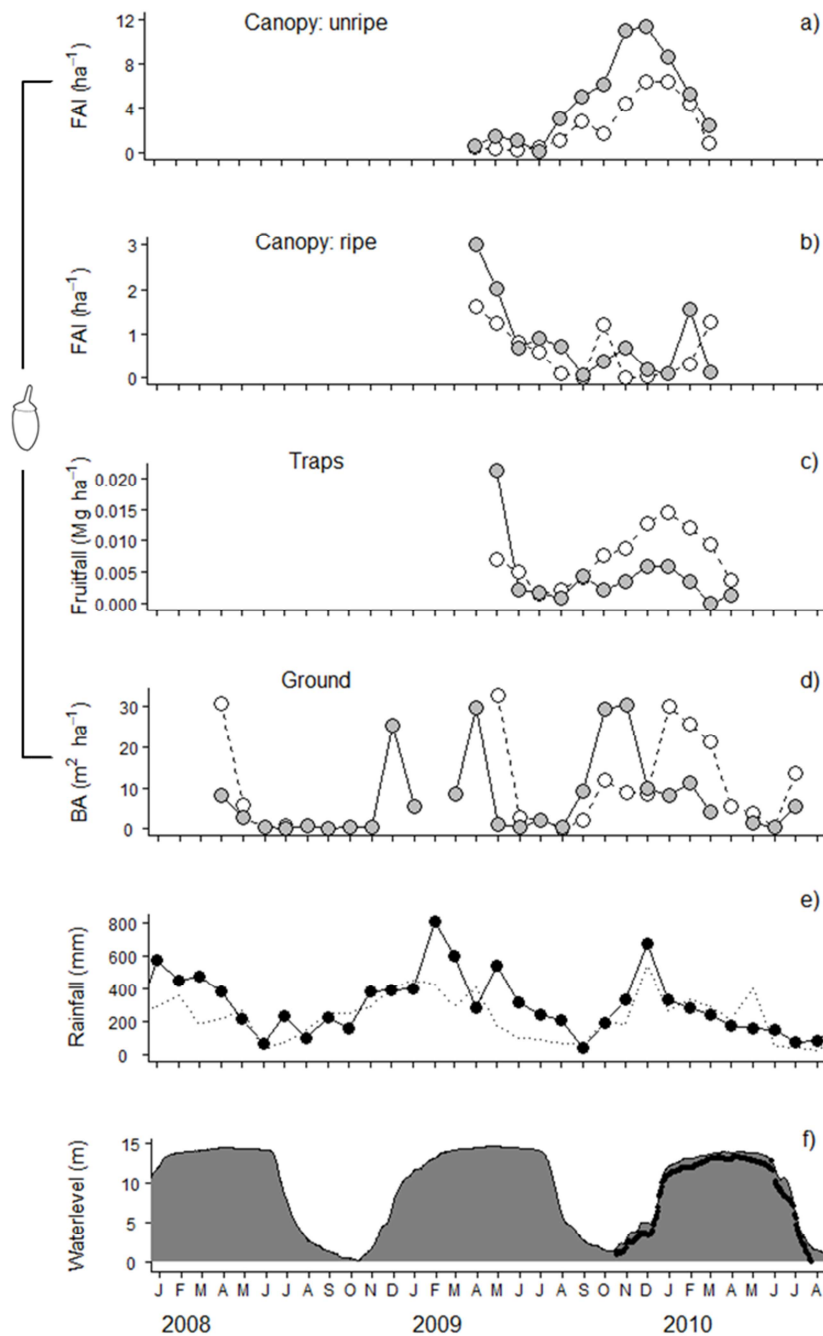 Canopy: unripe
a)
FAI (ha⁻¹)
12
8
4
0
Canopy: ripe
b)
FAI (ha⁻¹)
3
2
1
0
Traps
c)
Fruitfall (Mg ha⁻¹)
0.020
0.015
0.010
0.005
0.000
Ground
d)
BA (m² ha⁻¹)
30
20
10
0
e)
Rainfall (mm)
800
600
400
200
0
f)
Waterlevel (m)
15
10
5
0
J F M A M J J A S O N D J F M A M J J A S O N D J F M A M J J A
2008 2009 2010